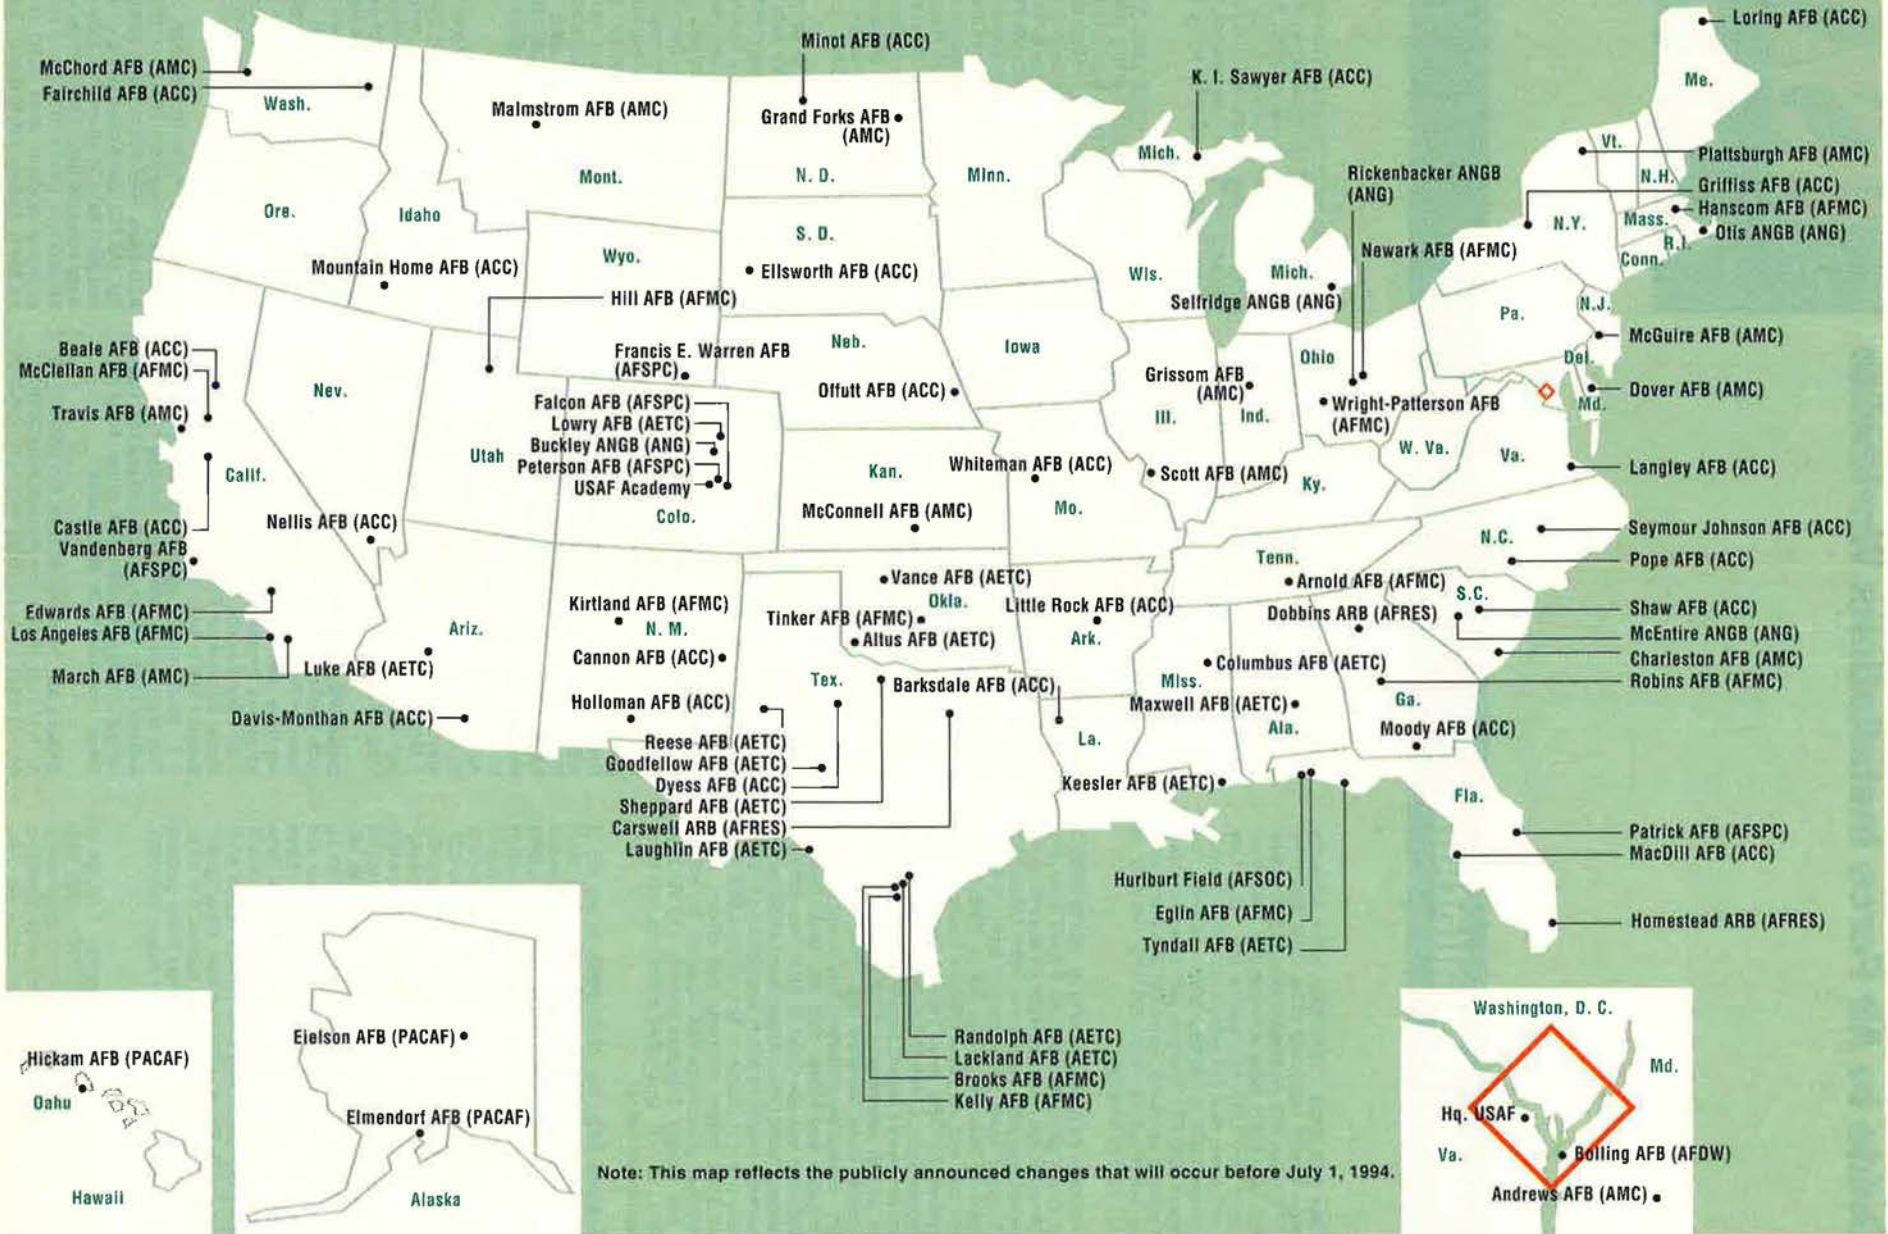 Loring AFB (ACC)
Minot AFB (ACC)
McChord AFB (AMC)
Fairchild AFB (ACC)
K. I. Sawyer AFB (ACC)
Wash.
Me.
Malmstrom AFB (AMC)
Grand Forks AFB
(AMC)
Mich.
Vt.
Plattsburgh AFB (AMC)
Mont.
N. D.
Minn.
Rickenbacker ANGB
(ANG)
N.H.
Griffiss AFB (ACC)
Ore.
Idaho
Hanscom AFB (AFMC)
Mass.
N.Y.
Otis ANGB (ANG)
S. D.
R.I.
Wyo.
Newark AFB (AFMC)
Conn.
Mountain Home AFB (ACC)
Ellsworth AFB (ACC)
Wis.
Mich.
Hill AFB (AFMC)
Selfridge ANGB (ANG)
N.J.
Pa.
McGuire AFB (AMC)
Beale AFB (ACC)
McClellan AFB (AFMC)
Francis E. Warren AFB
(AFSPC)
Neb.
Iowa
Ohio
Del.
Nev.
Offutt AFB (ACC)
Grissom AFB
(AMC)
Dover AFB (AMC)
Md.
Travis AFB (AMC)
Falcon AFB (AFSPC)
Lowry AFB (AETC)
Buckley ANGB (ANG)
Peterson AFB (AFSPC)
USAF Academy
Ill.
Ind.
Wright-Patterson AFB
(AFMC)
Utah
Calif.
Colo.
Kan.
Whiteman AFB (ACC)
Scott AFB (AMC)
Ky.
W. Va.
Va.
Langley AFB (ACC)
Castle AFB (ACC)
Nellis AFB (ACC)
McConnell AFB (AMC)
Mo.
Seymour Johnson AFB (ACC)
N.C.
Vandenberg AFB
(AFSPC)
Tenn.
Pope AFB (ACC)
Vance AFB (AETC)
Arnold AFB (AFMC)
Edwards AFB (AFMC)
Kirtland AFB (AFMC)
Okla.
Little Rock AFB (ACC)
S.C.
Shaw AFB (ACC)
Los Angeles AFB (AFMC)
Ariz.
N. M.
Tinker AFB (AFMC)
Altus AFB (AETC)
Ark.
Dobbins ARB (AFRES)
McEntire ANGB (ANG)
March AFB (AMC)
Luke AFB (AETC)
Cannon AFB (ACC)
Columbus AFB (AETC)
Charleston AFB (AMC)
Tex.
Barksdale AFB (ACC)
Miss.
Robins AFB (AFMC)
Davis-Monthan AFB (ACC)
Holloman AFB (ACC)
Maxwell AFB (AETC)
Ga.
La.
Ala.
Moody AFB (ACC)
Reese AFB (AETC)
Goodfellow AFB (AETC)
Dyess AFB (ACC)
Sheppard AFB (AETC)
Carswell ARB (AFRES)
Laughlin AFB (AETC)
Keesler AFB (AETC)
Fla.
Patrick AFB (AFSPC)
MacDill AFB (ACC)
Hurlburt Field (AFSOC)
Eglin AFB (AFMC)
Tyndall AFB (AETC)
Homestead ARB (AFRES)
Randolph AFB (AETC)
Lackland AFB (AETC)
Brooks AFB (AFMC)
Kelly AFB (AFMC)
Hickam AFB (PACAF)
Oahu
Hawaii
Eielson AFB (PACAF)
Elmendorf AFB (PACAF)
Alaska
Washington, D. C.
Md.
Hq. USAF
Va.
Bolling AFB (AFDW)
Andrews AFB (AMC)
Note: This map reflects the publicly announced changes that will occur before July 1, 1994.